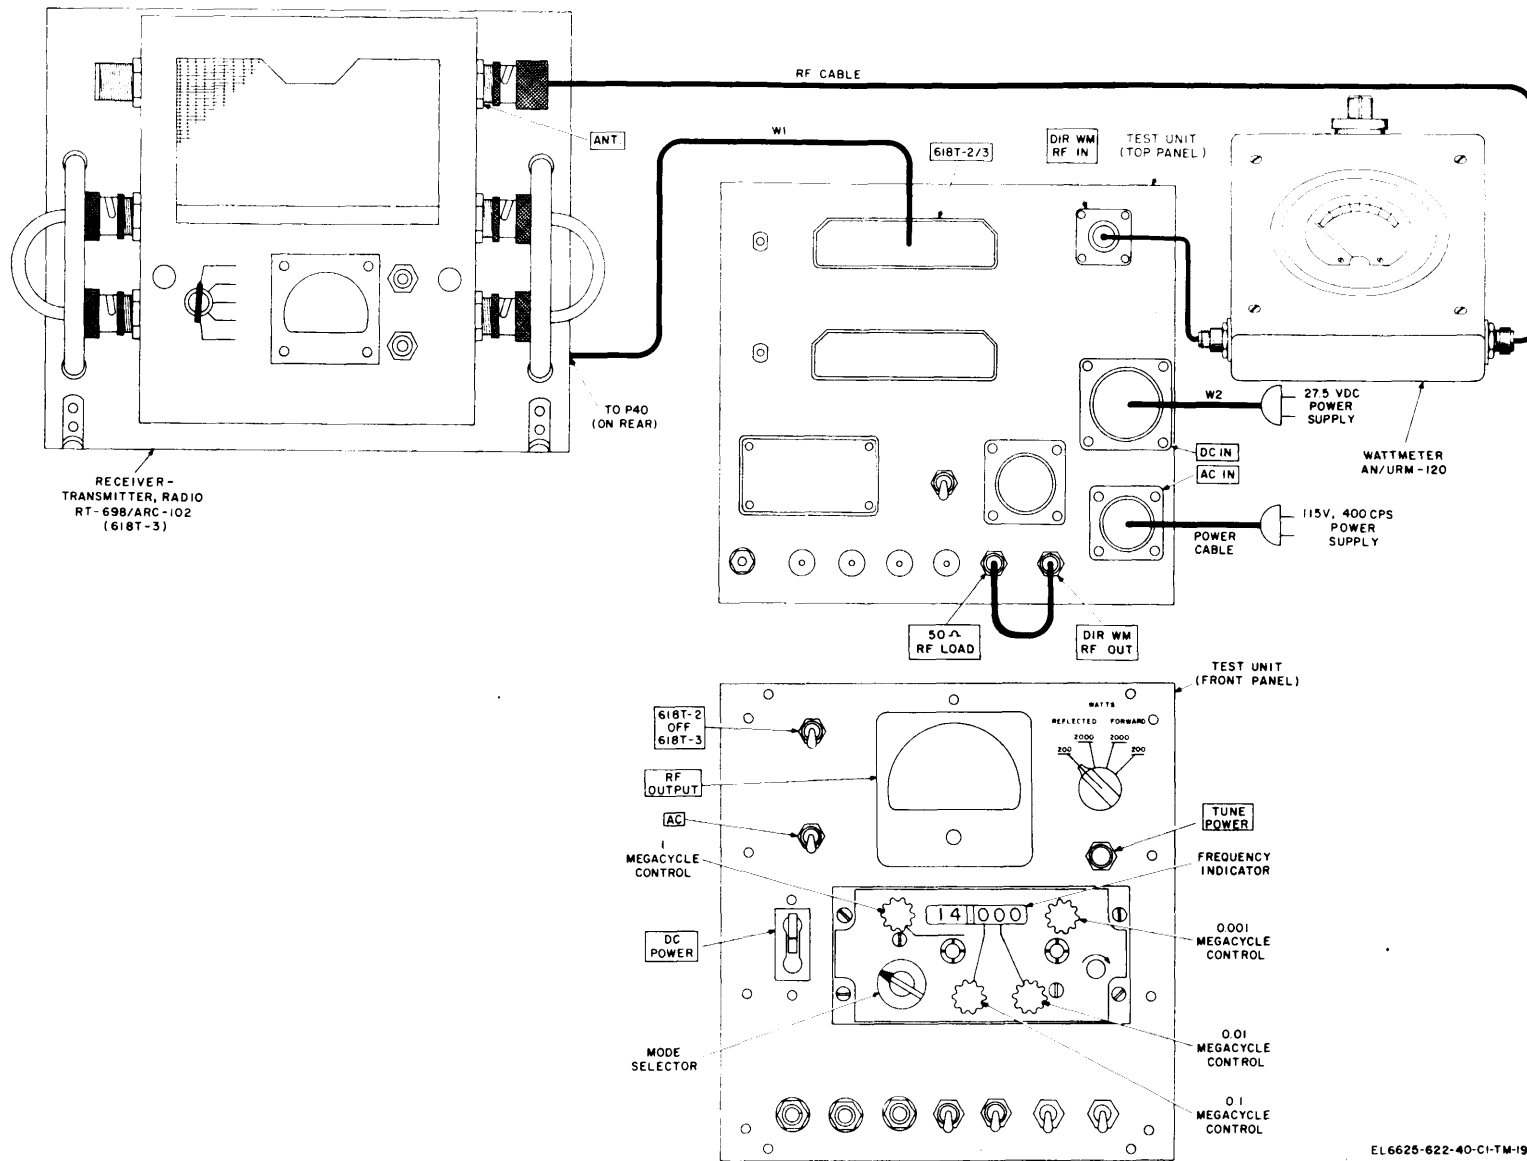 RF CABLE
ANT.
W1
618T-2/3
DIR WM
RF IN
TEST UNIT
(TOP PANEL)
TO P40
(ON REAR)
W2
27.5 VDC
POWER
SUPPLY
DC IN
AC IN
WATTMETER
AN/URM-120
RECEIVER-
TRANSMITTER, RADIO
RT-698/ARC-102
(618T-3)
115V, 400 CPS
POWER
SUPPLY
POWER
CABLE
50 Ω
RF LOAD
DIR WM
RF OUT
TEST UNIT
(FRONT PANEL)
618T-2
OFF
618T-3
WATTS
REFLECTED FORWARD
200 2000 2000 200
RF
OUTPUT
AC
TUNE
POWER
1
MEGACYCLE
CONTROL
FREQUENCY
INDICATOR
14 000
DC
POWER
0.001
MEGACYCLE
CONTROL
MODE
SELECTOR
0.01
MEGACYCLE
CONTROL
0.1
MEGACYCLE
CONTROL
EL6625-622-40-C1-TM-19